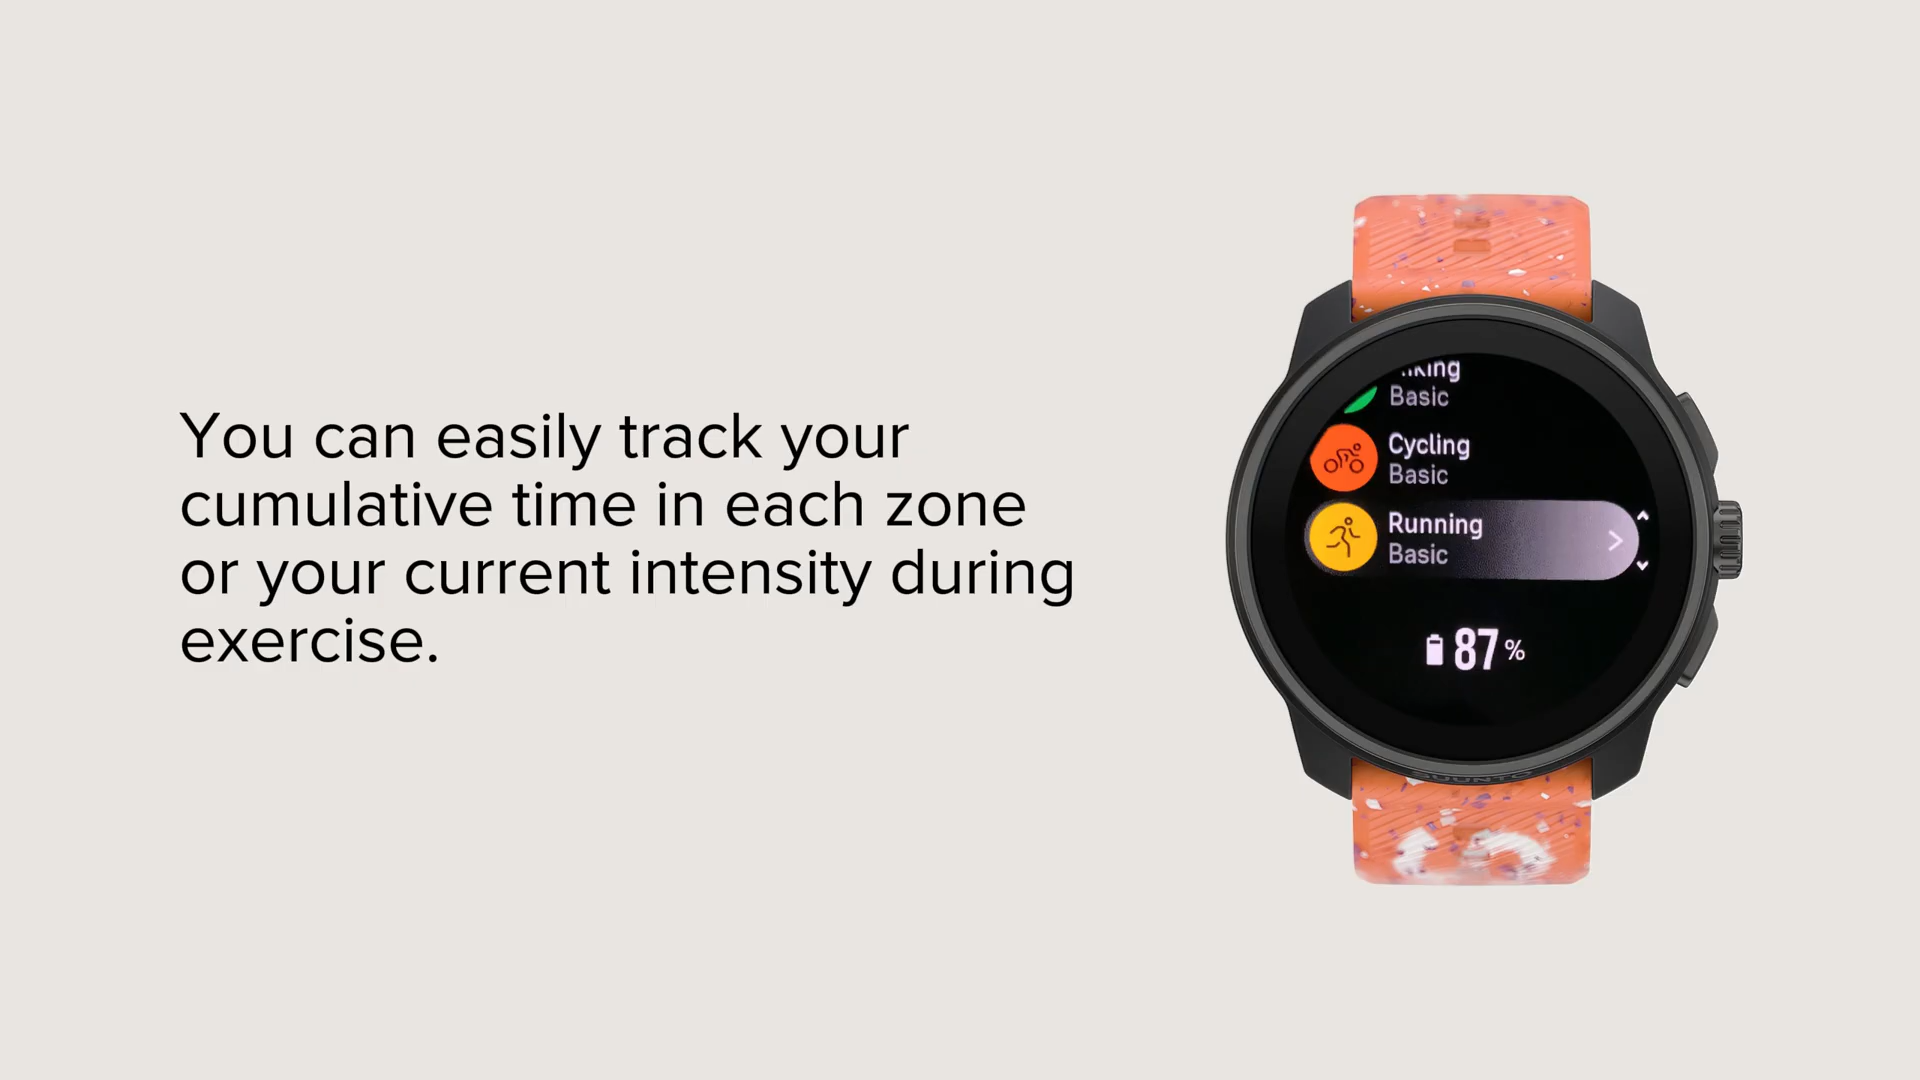 You can easily track your
cumulative time in each zone
or your current intensity during
exercise.
Basic
Cycling
Basic
Running
Basic
87%
SUUNTO